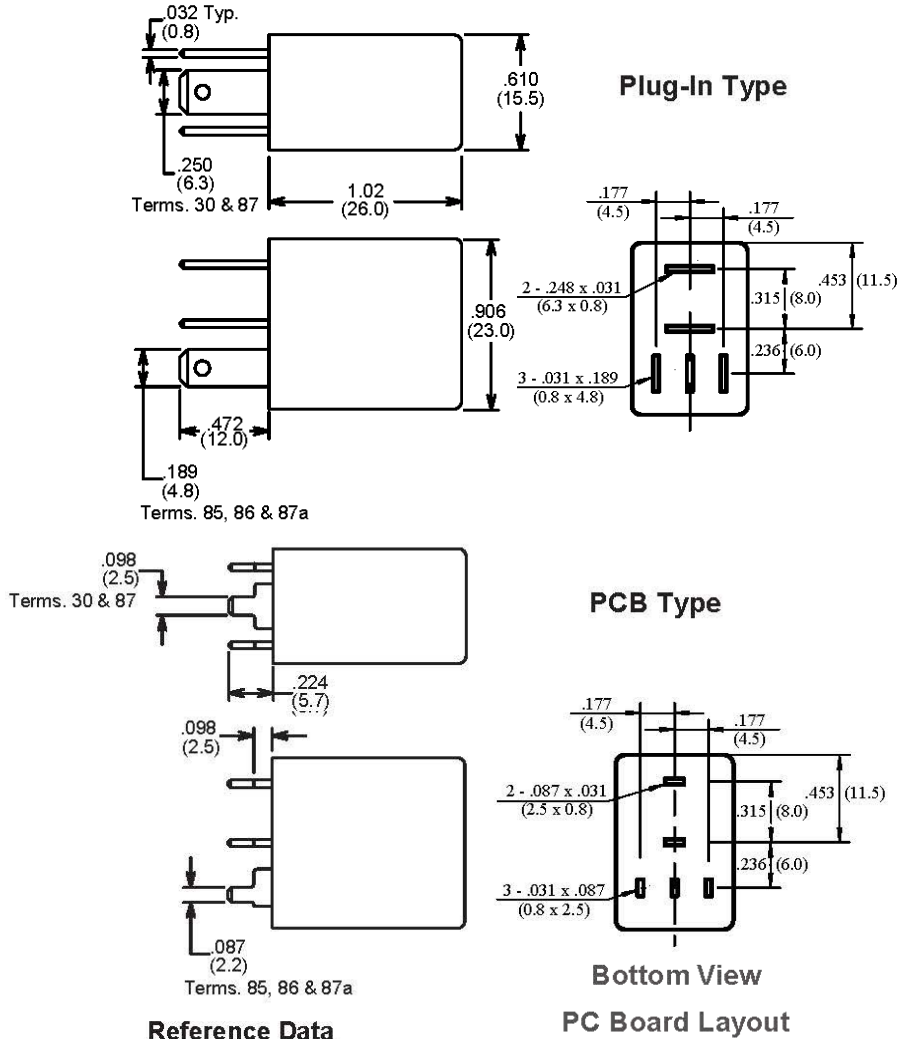 .032 Typ.
(0.8)
.610
(15.5)
Plug-In Type
.250
(6.3)
Terms. 30 & 87
1.02
(26.0)
.177
(4.5)
.177
(4.5)
2 - .248 x .031
(6.3 x 0.8)
.315 (8.0)
.453 (11.5)
.906
(23.0)
.236 (6.0)
3 - .031 x .189
(0.8 x 4.8)
.472
(12.0)
.189
(4.8)
Terms. 85, 86 & 87a
.098
(2.5)
Terms. 30 & 87
PCB Type
.224
(5.7)
.098
(2.5)
.177
(4.5)
.177
(4.5)
2 - .087 x .031
(2.5 x 0.8)
.315 (8.0)
.453 (11.5)
.236 (6.0)
3 - .031 x .087
(0.8 x 2.5)
.087
(2.2)
Terms. 85, 86 & 87a
Bottom View
PC Board Layout
Reference Data